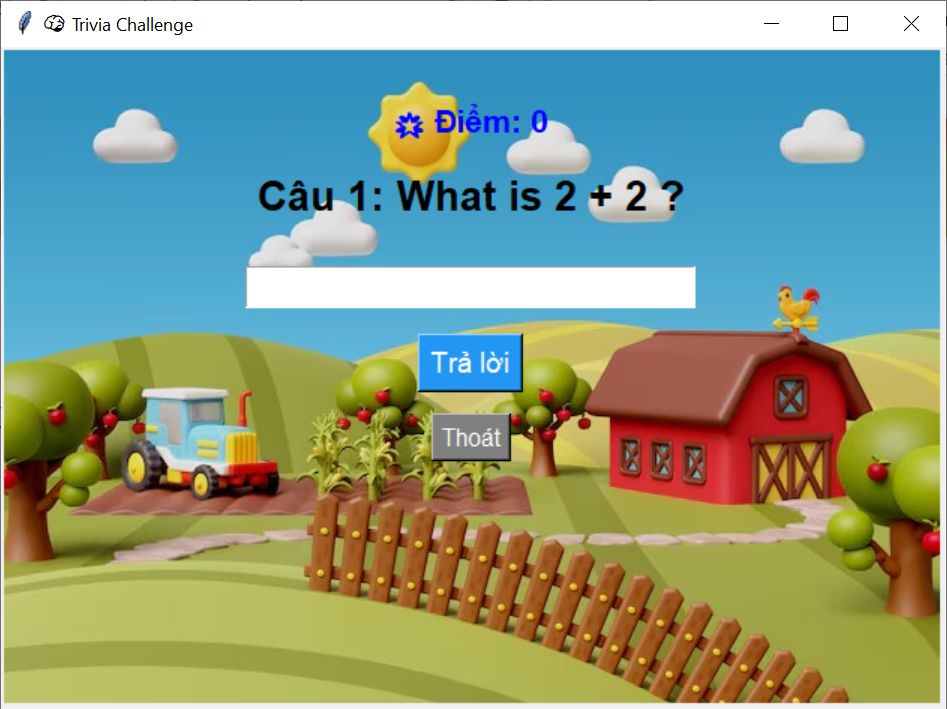 Trivia Challenge
Điểm: 0
Câu 1: What is 2 + 2 ?
Trả lời
Thoát